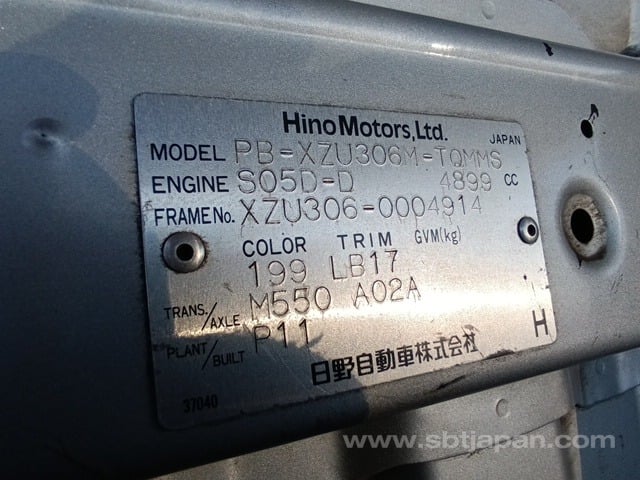 Hino Motors, Ltd. JAPAN
MODEL PB-XZU306M-TQMMS
ENGINE S05D-D 4899 CC
FRAME No. XZU306-0004914
COLOR TRIM GVM(kg)
199 LB17
TRANS./AXLE M550 A02A
PLANT/BUILT P11 H
日野自動車株式会社
37040
www.sbtjapan.com